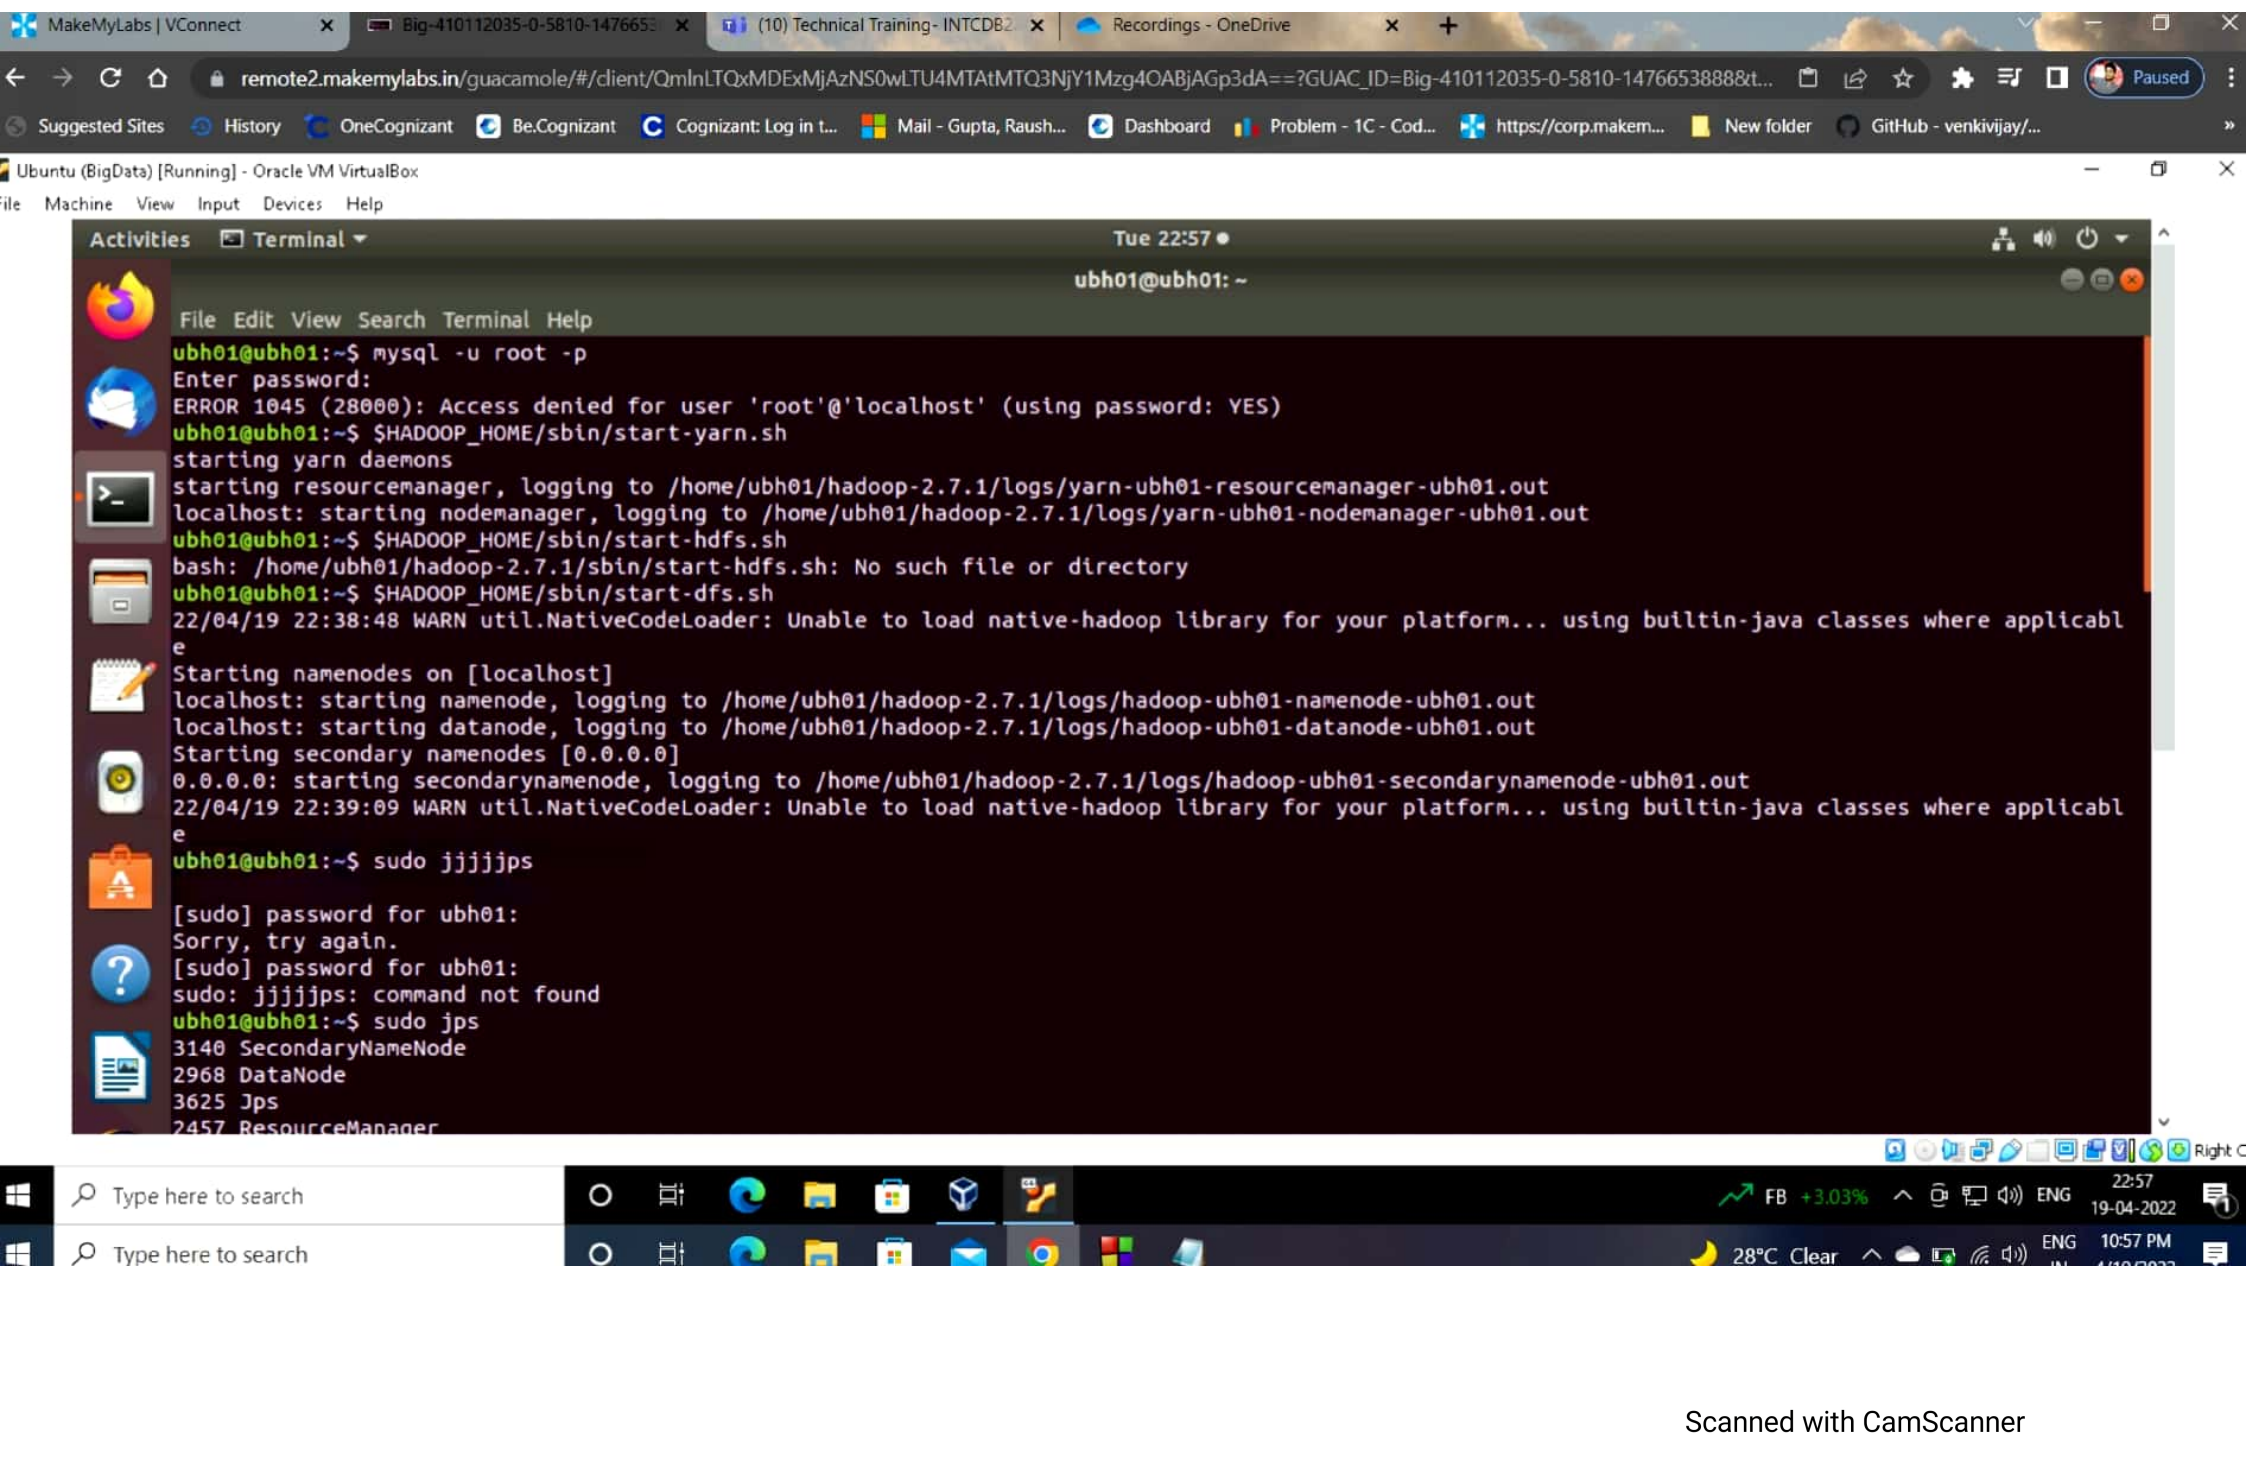 MakeMyLabs | VConnect
Big-410112035-0-5810-1476653
(10) Technical Training- INTCDB2
Recordings - OneDrive
Paused
Suggested Sites
History
OneCognizant
Be.Cognizant
Cognizant: Log in t...
Mail - Gupta, Raush...
Dashboard
Problem - 1C - Cod...
https://corp.makem...
New folder
GitHub - venkivijay/...
»
Ubuntu (BigData) [Running] - Oracle VM VirtualBox
File Machine View Input Devices Help
Activities Terminal Tue 22:57
ubh01@ubh01: ~
File Edit View Search Terminal Help
ubh01@ubh01:~$ mysql -u root -p
Enter password:
ERROR 1045 (28000): Access denied for user 'root'@'localhost' (using password: YES)
ubh01@ubh01:~$ $HADOOP_HOME/sbin/start-yarn.sh
starting yarn daemons
starting resourcemanager, logging to /home/ubh01/hadoop-2.7.1/logs/yarn-ubh01-resourcemanager-ubh01.out
localhost: starting nodemanager, logging to /home/ubh01/hadoop-2.7.1/logs/yarn-ubh01-nodemanager-ubh01.out
ubh01@ubh01:~$ $HADOOP_HOME/sbin/start-hdfs.sh
bash: /home/ubh01/hadoop-2.7.1/sbin/start-hdfs.sh: No such file or directory
ubh01@ubh01:~$ $HADOOP_HOME/sbin/start-dfs.sh
22/04/19 22:38:48 WARN util.NativeCodeLoader: Unable to load native-hadoop library for your platform... using builtin-java classes where applicabl
e
Starting namenodes on [localhost]
localhost: starting namenode, logging to /home/ubh01/hadoop-2.7.1/logs/hadoop-ubh01-namenode-ubh01.out
localhost: starting datanode, logging to /home/ubh01/hadoop-2.7.1/logs/hadoop-ubh01-datanode-ubh01.out
Starting secondary namenodes [0.0.0.0]
0.0.0.0: starting secondarynamenode, logging to /home/ubh01/hadoop-2.7.1/logs/hadoop-ubh01-secondarynamenode-ubh01.out
22/04/19 22:39:09 WARN util.NativeCodeLoader: Unable to load native-hadoop library for your platform... using builtin-java classes where applicabl
e
ubh01@ubh01:~$ sudo jjjjjps
[sudo] password for ubh01:
Sorry, try again.
[sudo] password for ubh01:
sudo: jjjjjps: command not found
ubh01@ubh01:~$ sudo jps
3140 SecondaryNameNode
2968 DataNode
3625 Jps
2457 ResourceManager
Right C
Type here to search
FB +3.03%
ENG
22:57
19-04-2022
Type here to search
28°C Clear
ENG
10:57 PM
Scanned with CamScanner